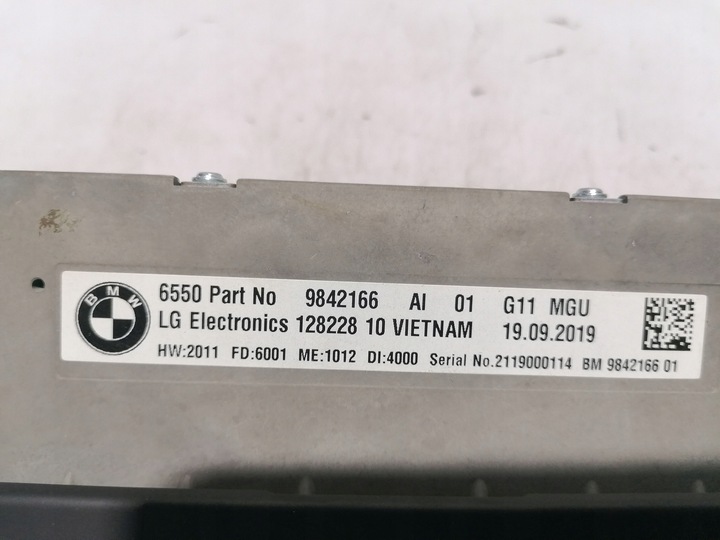 BMW
6550 Part No 9842166 AI 01 G11 MGU
LG Electronics 128228 10 VIETNAM 19.09.2019
HW:2011 FD:6001 ME:1012 DI:4000 Serial No.2119000114 BM 9842166 01